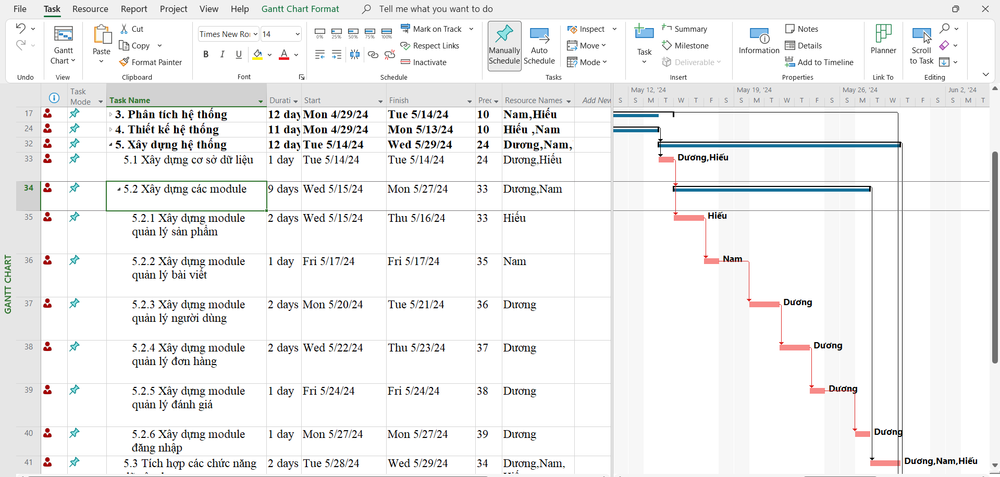 File Task Resource Report Project View Help Gantt Chart Format Tell me what you want to do
Cut
Copy
Format Painter
Gantt
Chart
Paste
Times New Ro 14
B I U A
0% 25% 50% 75% 100%
Mark on Track
Respect Links
Inactivate
Manually
Schedule
Auto
Schedule
Inspect
Move
Mode
Task
Summary
Milestone
Deliverable
Information
Notes
Details
Add to Timeline
Planner
Scroll
to Task
Undo View Clipboard Font Schedule Tasks Insert Properties Link To Editing
Task
Mode
Task Name Durati Start Finish Prec Resource Names Add New
May 12, '24 May 19, '24 May 26, '24 Jun 2, '24
S S M T W T F S S M T W T F S S M T W T F S S M T
17 3. Phân tích hệ thống 12 day Mon 4/29/24 Tue 5/14/24 10 Nam,Hiếu
24 4. Thiết kế hệ thống 11 day Mon 4/29/24 Mon 5/13/24 10 Hiếu ,Nam
32 5. Xây dựng hệ thống 12 day Tue 5/14/24 Wed 5/29/24 24 Dương,Nam,
33 5.1 Xây dựng cơ sở dữ liệu 1 day Tue 5/14/24 Tue 5/14/24 24 Dương,Hiếu
Dương,Hiếu
34 5.2 Xây dựng các module 9 days Wed 5/15/24 Mon 5/27/24 33 Dương,Nam
35 5.2.1 Xây dựng module 2 days Wed 5/15/24 Thu 5/16/24 33 Hiếu
quản lý sản phẩm
Hiếu
36 5.2.2 Xây dựng module 1 day Fri 5/17/24 Fri 5/17/24 35 Nam
quản lý bài viết
Nam
37 5.2.3 Xây dựng module 2 days Mon 5/20/24 Tue 5/21/24 36 Dương
quản lý người dùng
Dương
38 5.2.4 Xây dựng module 2 days Wed 5/22/24 Thu 5/23/24 37 Dương
quản lý đơn hàng
Dương
39 5.2.5 Xây dựng module 1 day Fri 5/24/24 Fri 5/24/24 38 Dương
quản lý đánh giá
Dương
40 5.2.6 Xây dựng module 1 day Mon 5/27/24 Mon 5/27/24 39 Dương
đăng nhập
Dương
41 5.3 Tích hợp các chức năng 2 days Tue 5/28/24 Wed 5/29/24 34 Dương,Nam,
Dương,Nam,Hiếu
GANTT CHART